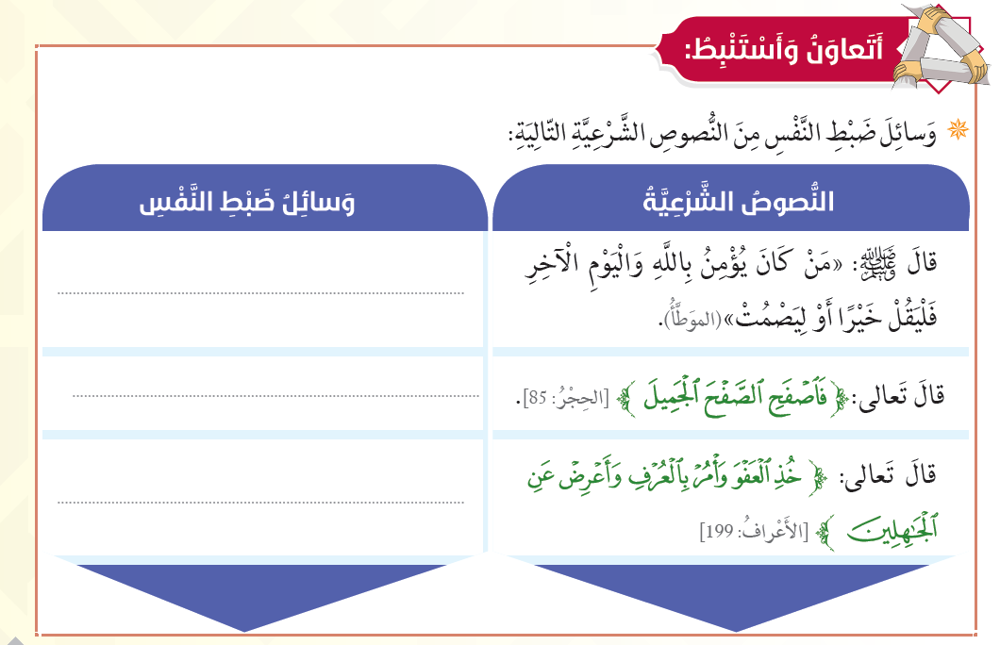 أَتَعاوَنُ وَأَسْتَنْبِطُ:
وَسائِلَ ضَبْطِ النَّفْسِ مِنَ النُّصوصِ الشَّرْعِيَّةِ التّالِيَةِ:
النُّصوصُ الشَّرْعِيَّةُ
وَسائِلُ ضَبْطِ النَّفْسِ
قالَ ﷺ: «مَنْ كَانَ يُؤْمِنُ بِاللَّهِ وَالْيَوْمِ الْآخِرِ
فَلْيَقُلْ خَيْرًا أَوْ لِيَصْمُتْ» (الموَطَّأُ).
قالَ تَعالى: ﴿فَٱصۡفَحِ ٱلصَّفۡحَ ٱلۡجَمِيلَ﴾ [الحِجْرُ: 85].
قالَ تَعالى: ﴿خُذِ ٱلۡعَفۡوَ وَأۡمُرۡ بِٱلۡعُرۡفِ وَأَعۡرِضۡ عَنِ
ٱلۡجَٰهِلِينَ﴾ [الأَعْرافُ: 199]